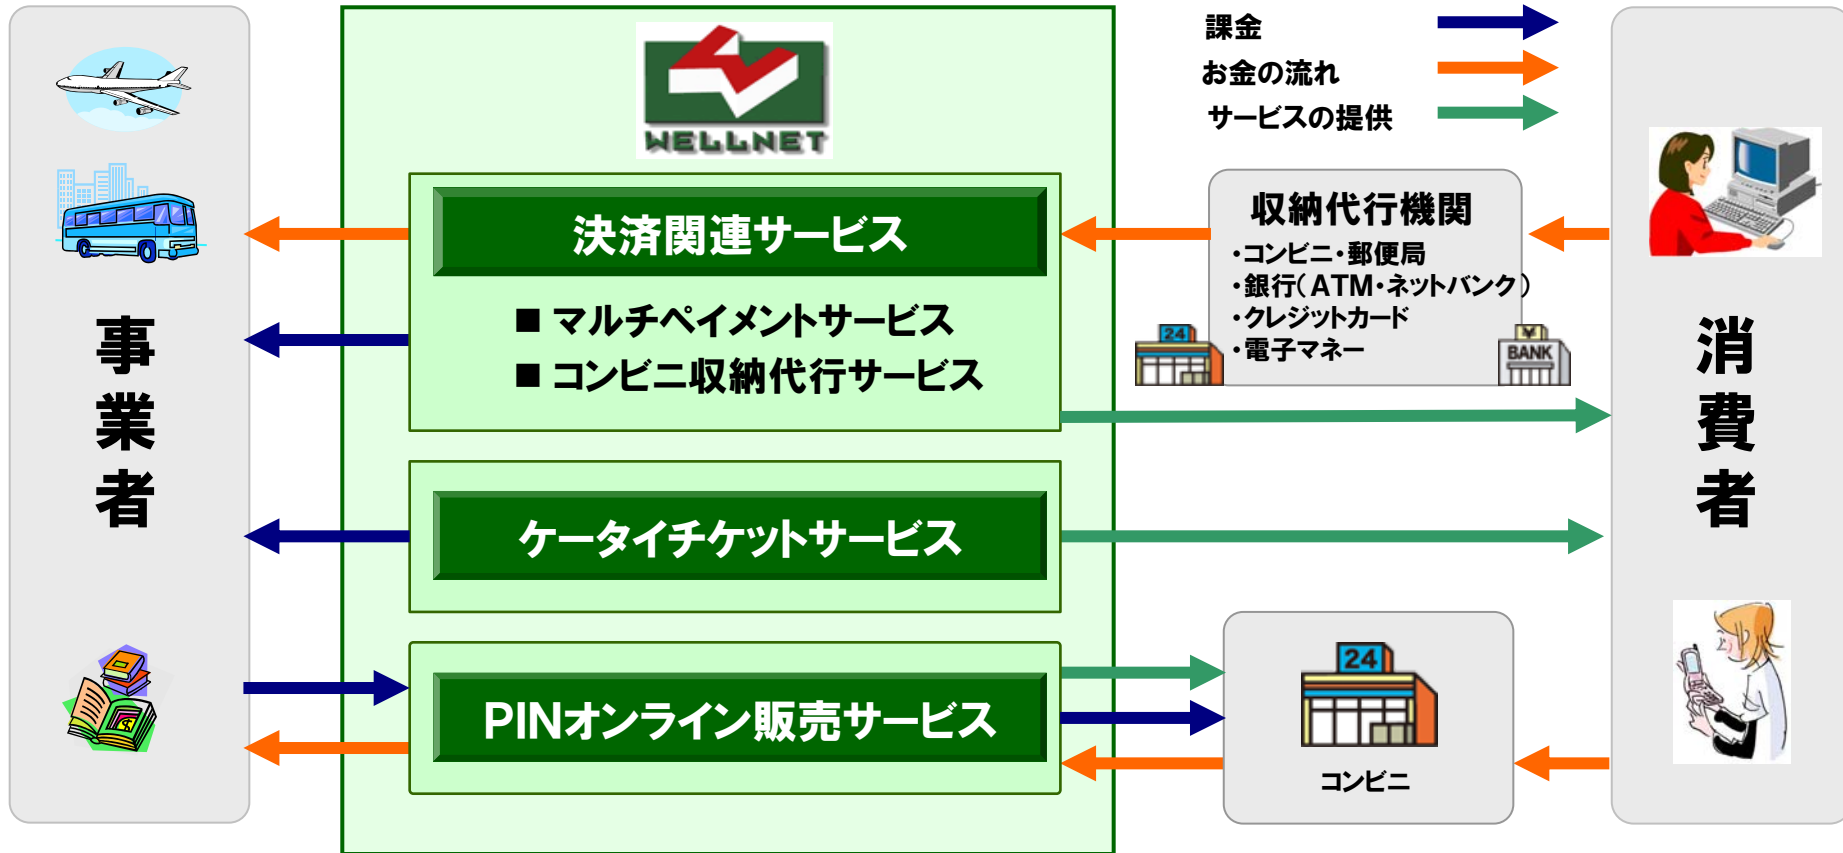 課金
お金の流れ
サービスの提供
WELLNET
事業者
決済関連サービス
■ マルチペイメントサービス
■ コンビニ収納代行サービス
収納代行機関
・コンビニ・郵便局
・銀行(ATM・ネットバンク)
・クレジットカード
・電子マネー
24
¥
BANK
消費者
ケータイチケットサービス
PINオンライン販売サービス
24
コンビニ